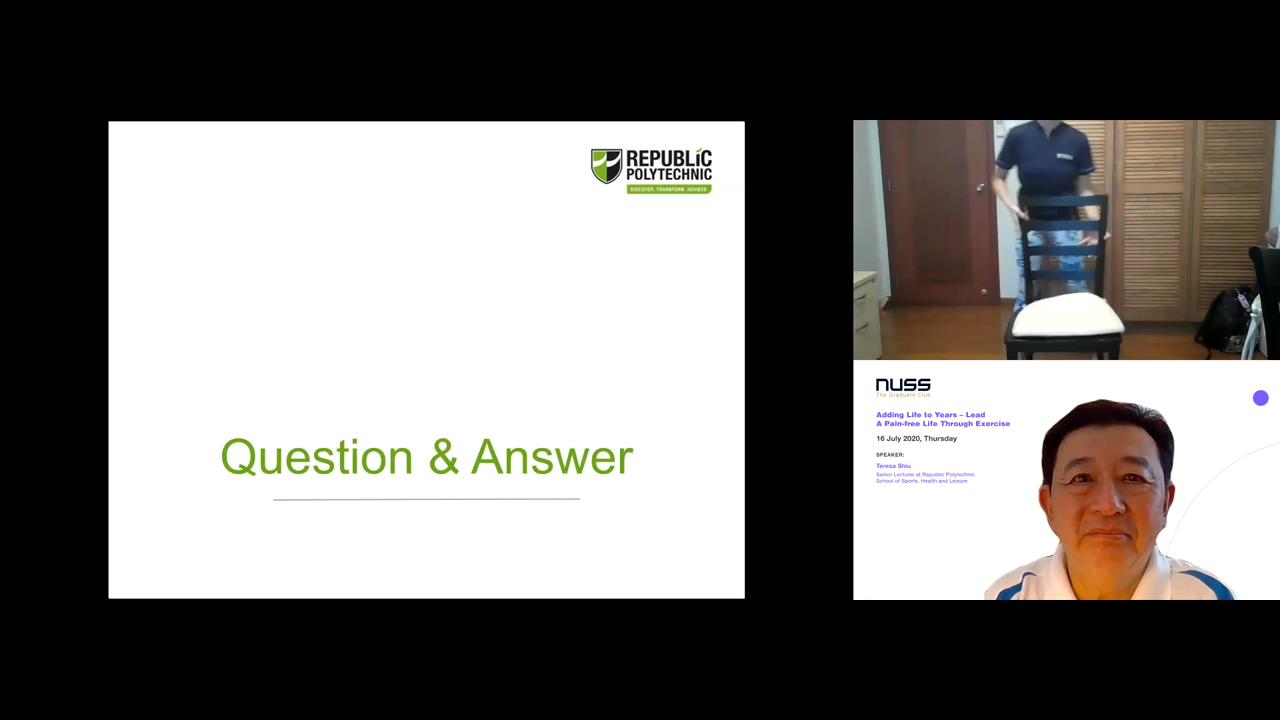 REPUBLIC
POLYTECHNIC
DISCOVER TRANSFORM ACHIEVE
Question & Answer
nuss
The Graduate Club
Adding Life to Years – Lead
A Pain-free Life Through Exercise
16 July 2020, Thursday
SPEAKER:
Teresa Shiu
Senior Lecturer at Republic Polytechnic
School of Sports, Health and Leisure